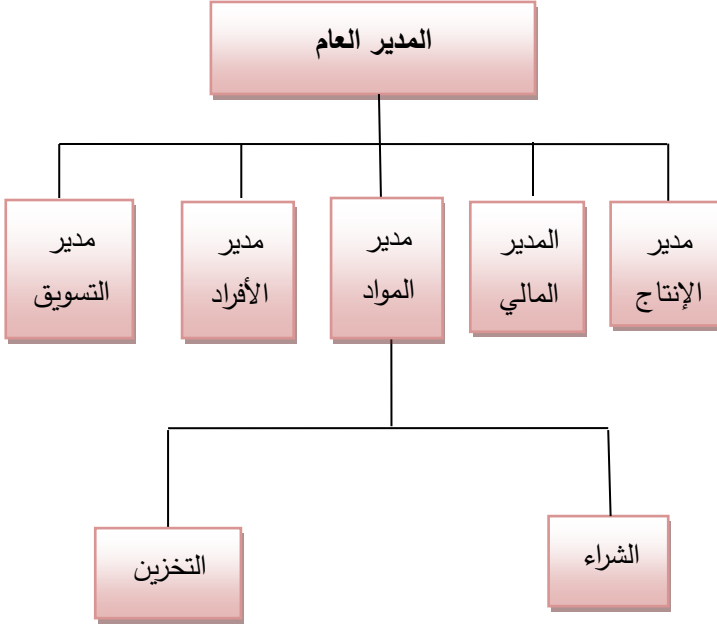 المدير العام
مدير
الإنتاج
المدير
المالي
مدير
المواد
مدير
الأفراد
مدير
التسويق
الشراء
التخزين